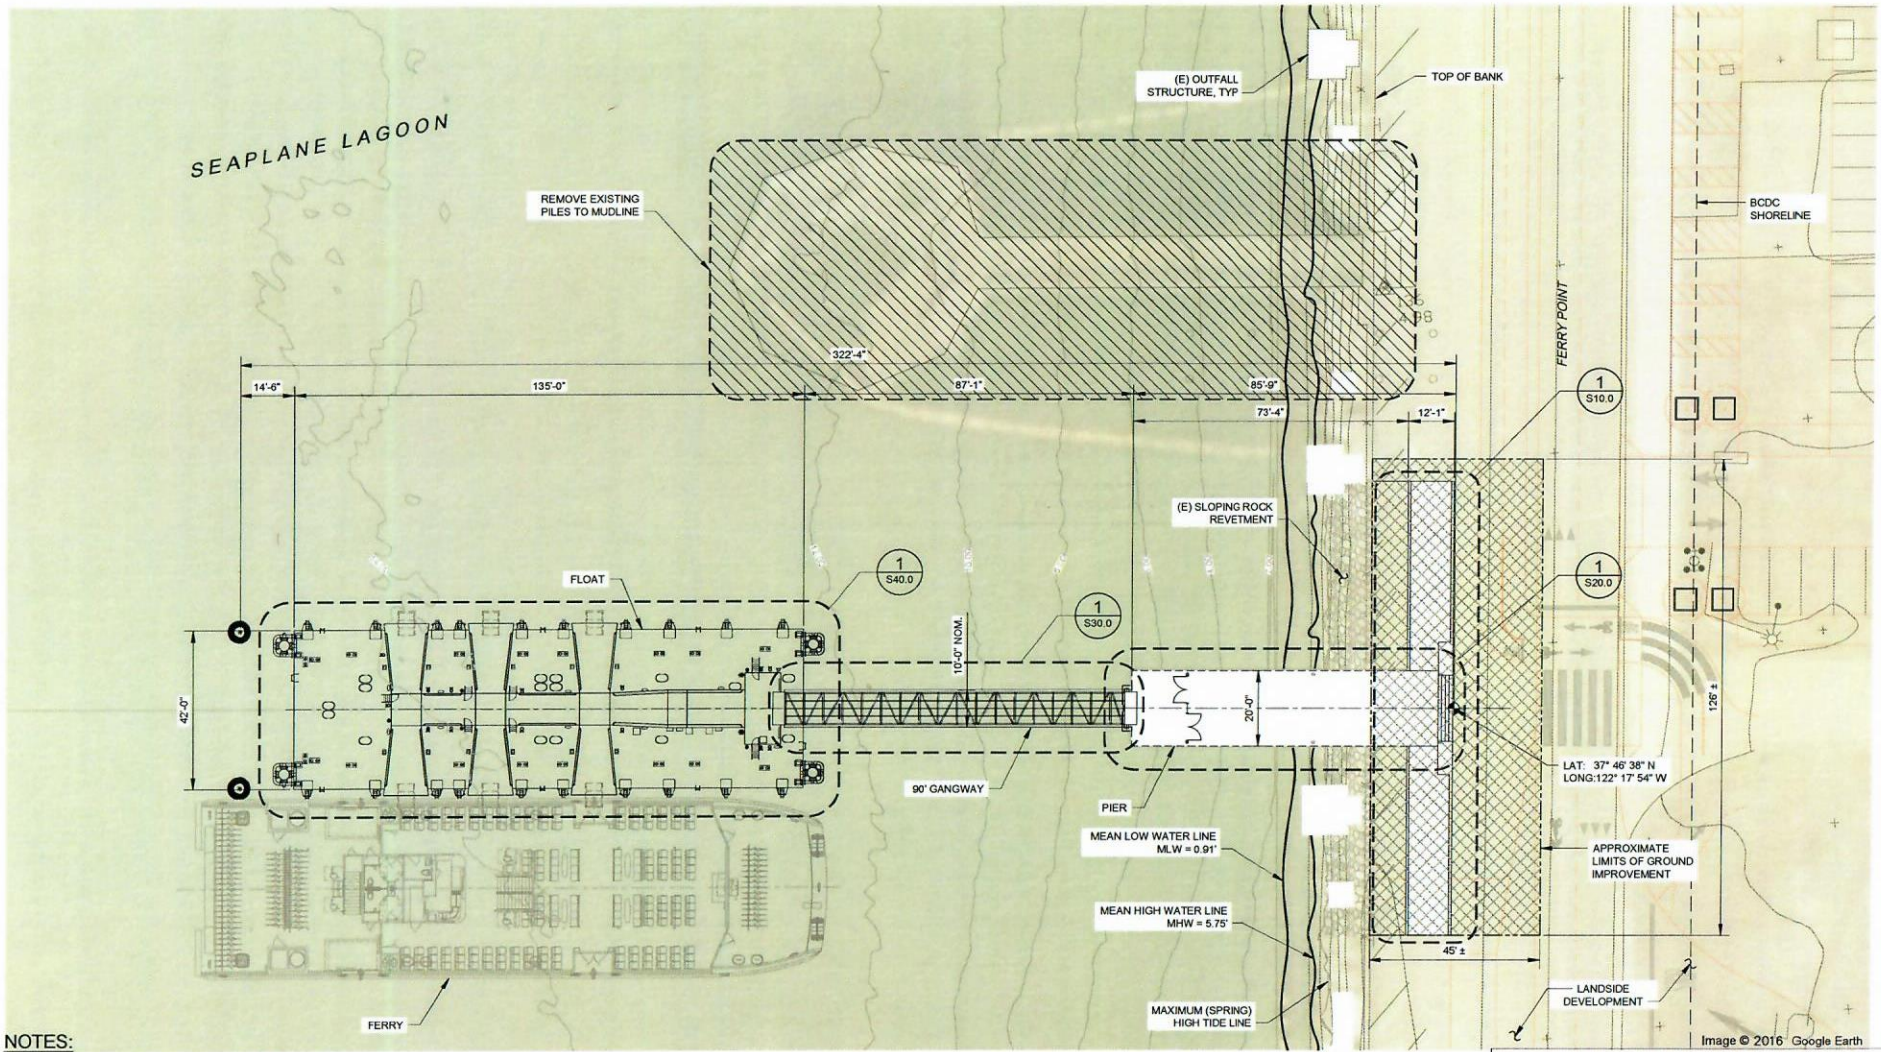 (E) OUTFALL
STRUCTURE, TYP
TOP OF BANK
SEAPLANE LAGOON
REMOVE EXISTING
PILES TO MUDLINE
BCDC
SHORELINE
FERRY POINT
4.98
322'-4"
14'-6"
135'-0"
87'-1"
85'-9"
73'-4"
12'-1"
1
S10.0
(E) SLOPING ROCK
REVETMENT
1
S40.0
1
S20.0
FLOAT
1
S30.0
10'-0" NOM.
42'-0"
20'-0"
126' ±
90' GANGWAY
PIER
LAT: 37° 46' 38" N
LONG:122° 17' 54" W
MEAN LOW WATER LINE
MLW = 0.91'
APPROXIMATE
LIMITS OF GROUND
IMPROVEMENT
MEAN HIGH WATER LINE
MHW = 5.75'
45' ±
MAXIMUM (SPRING)
HIGH TIDE LINE
LANDSIDE
DEVELOPMENT
FERRY
NOTES:
Image © 2016 Google Earth